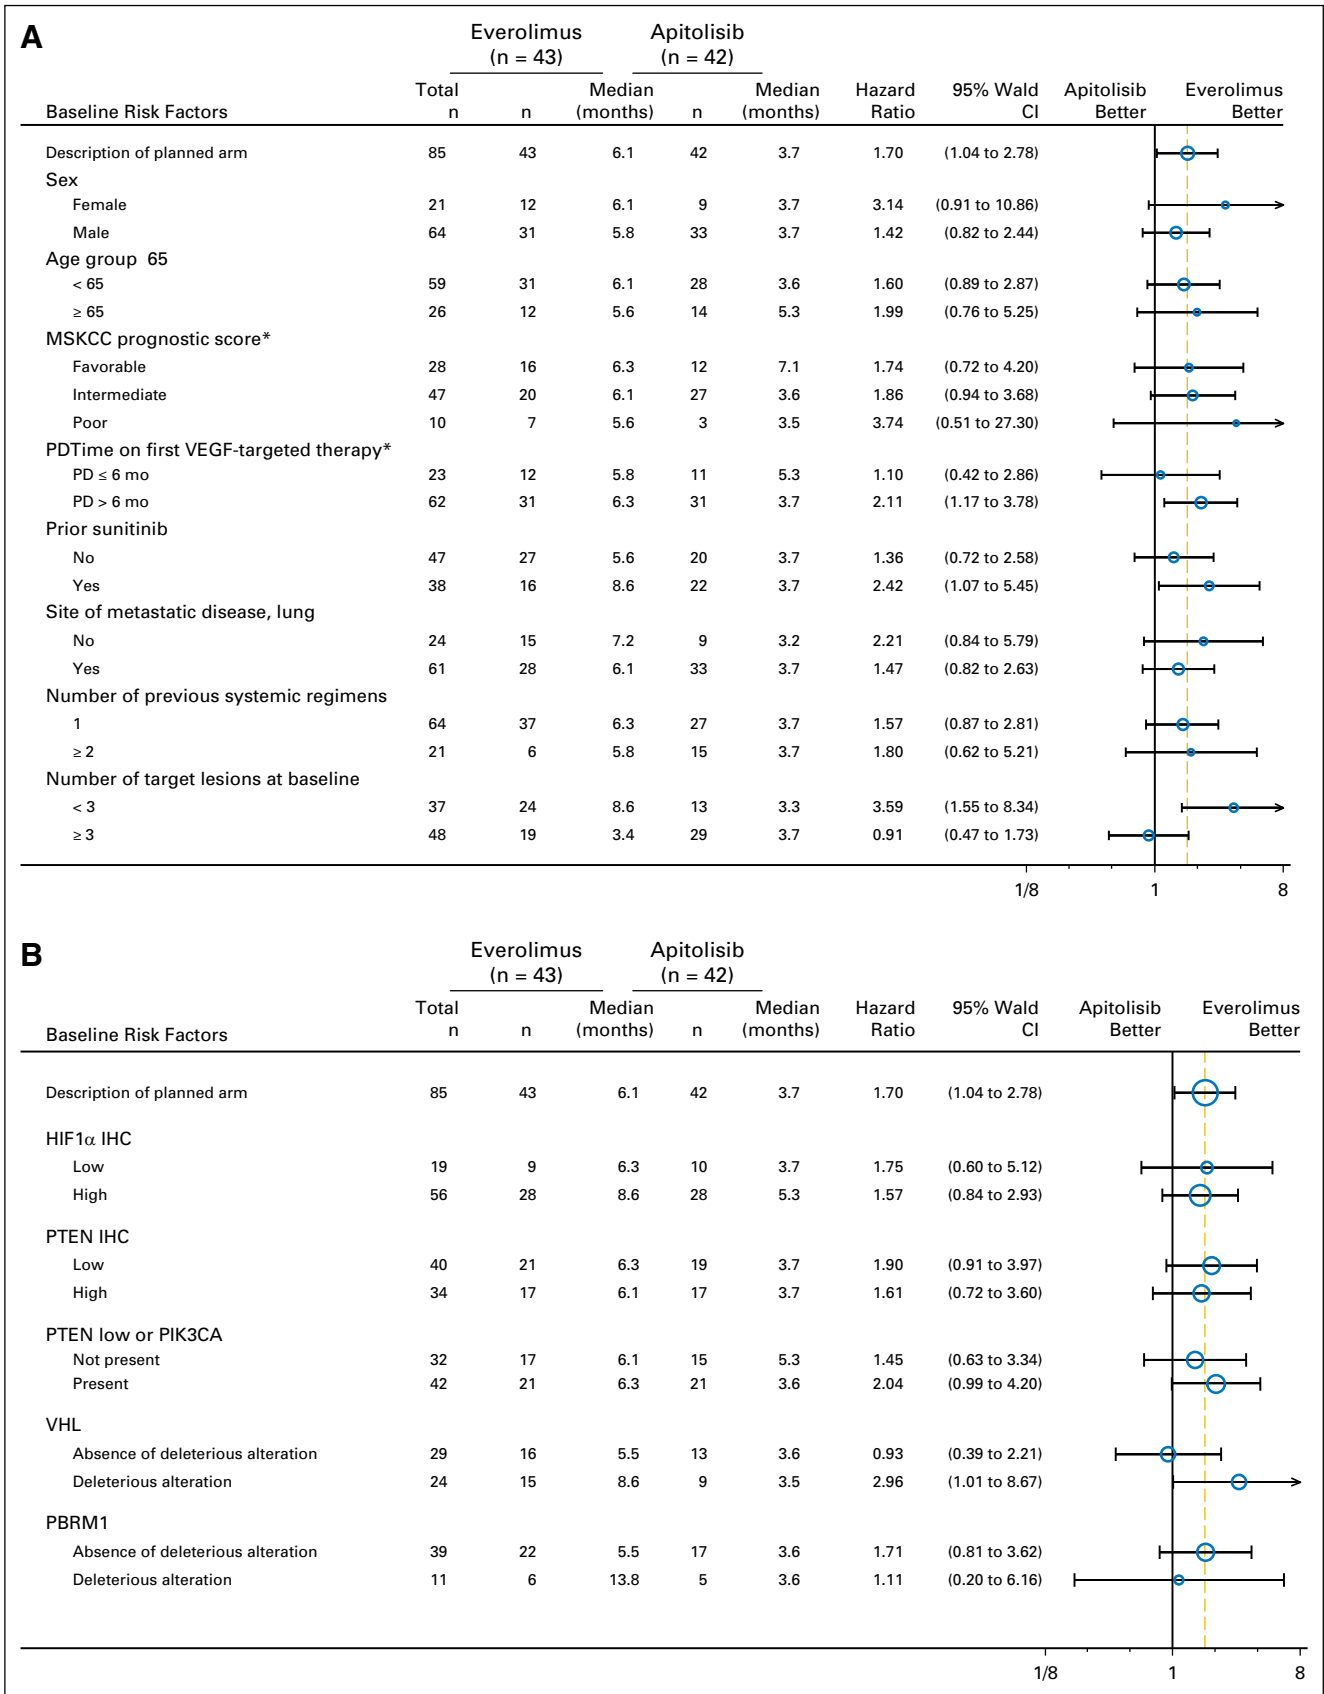 A
Everolimus Apitolisib
(n = 43) (n = 42)
Total Median Median Hazard 95% Wald Apitolisib Everolimus
Baseline Risk Factors n n (months) n (months) Ratio CI Better Better
Description of planned arm 85 43 6.1 42 3.7 1.70 (1.04 to 2.78)
Sex
Female 21 12 6.1 9 3.7 3.14 (0.91 to 10.86)
Male 64 31 5.8 33 3.7 1.42 (0.82 to 2.44)
Age group 65
< 65 59 31 6.1 28 3.6 1.60 (0.89 to 2.87)
≥ 65 26 12 5.6 14 5.3 1.99 (0.76 to 5.25)
MSKCC prognostic score*
Favorable 28 16 6.3 12 7.1 1.74 (0.72 to 4.20)
Intermediate 47 20 6.1 27 3.6 1.86 (0.94 to 3.68)
Poor 10 7 5.6 3 3.5 3.74 (0.51 to 27.30)
PDTime on first VEGF-targeted therapy*
PD ≤ 6 mo 23 12 5.8 11 5.3 1.10 (0.42 to 2.86)
PD > 6 mo 62 31 6.3 31 3.7 2.11 (1.17 to 3.78)
Prior sunitinib
No 47 27 5.6 20 3.7 1.36 (0.72 to 2.58)
Yes 38 16 8.6 22 3.7 2.42 (1.07 to 5.45)
Site of metastatic disease, lung
No 24 15 7.2 9 3.2 2.21 (0.84 to 5.79)
Yes 61 28 6.1 33 3.7 1.47 (0.82 to 2.63)
Number of previous systemic regimens
1 64 37 6.3 27 3.7 1.57 (0.87 to 2.81)
≥ 2 21 6 5.8 15 3.7 1.80 (0.62 to 5.21)
Number of target lesions at baseline
< 3 37 24 8.6 13 3.3 3.59 (1.55 to 8.34)
≥ 3 48 19 3.4 29 3.7 0.91 (0.47 to 1.73)
1/8 1 8
B
Everolimus Apitolisib
(n = 43) (n = 42)
Total Median Median Hazard 95% Wald Apitolisib Everolimus
Baseline Risk Factors n n (months) n (months) Ratio CI Better Better
Description of planned arm 85 43 6.1 42 3.7 1.70 (1.04 to 2.78)
HIF1α IHC
Low 19 9 6.3 10 3.7 1.75 (0.60 to 5.12)
High 56 28 8.6 28 5.3 1.57 (0.84 to 2.93)
PTEN IHC
Low 40 21 6.3 19 3.7 1.90 (0.91 to 3.97)
High 34 17 6.1 17 3.7 1.61 (0.72 to 3.60)
PTEN low or PIK3CA
Not present 32 17 6.1 15 5.3 1.45 (0.63 to 3.34)
Present 42 21 6.3 21 3.6 2.04 (0.99 to 4.20)
VHL
Absence of deleterious alteration 29 16 5.5 13 3.6 0.93 (0.39 to 2.21)
Deleterious alteration 24 15 8.6 9 3.5 2.96 (1.01 to 8.67)
PBRM1
Absence of deleterious alteration 39 22 5.5 17 3.6 1.71 (0.81 to 3.62)
Deleterious alteration 11 6 13.8 5 3.6 1.11 (0.20 to 6.16)
1/8 1 8